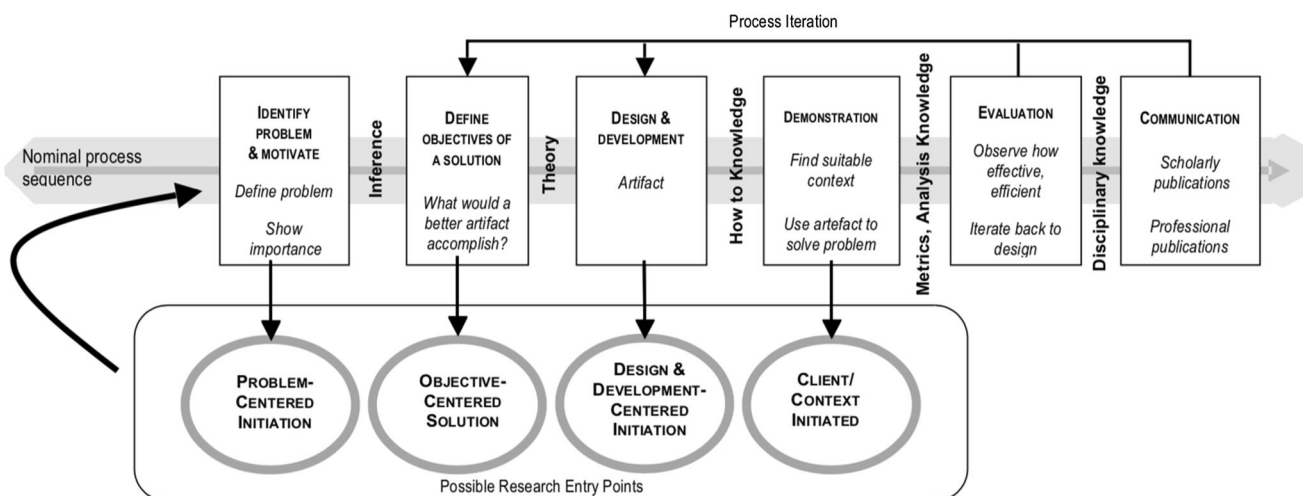 Process Iteration
Nominal process
sequence
IDENTIFY
PROBLEM
& MOTIVATE
Define problem
Show
importance
Inference
DEFINE
OBJECTIVES OF
A SOLUTION
What would a
better artifact
accomplish?
Theory
DESIGN &
DEVELOPMENT
Artifact
How to Knowledge
DEMONSTRATION
Find suitable
context
Use artefact to
solve problem
Metrics, Analysis Knowledge
EVALUATION
Observe how
effective,
efficient
Iterate back to
design
Disciplinary knowledge
COMMUNICATION
Scholarly
publications
Professional
publications
PROBLEM-
CENTERED
INITIATION
OBJECTIVE-
CENTERED
SOLUTION
DESIGN &
DEVELOPMENT-
CENTERED
INITIATION
CLIENT/
CONTEXT
INITIATED
Possible Research Entry Points